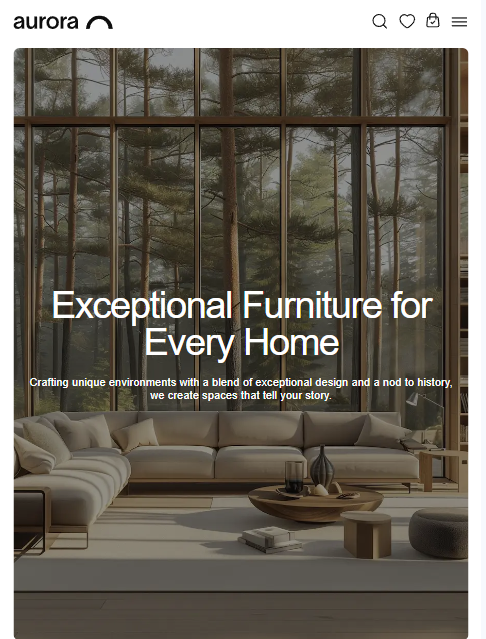 aurora
Exceptional Furniture for
Every Home
Crafting unique environments with a blend of exceptional design and a nod to history,
we create spaces that tell your story.